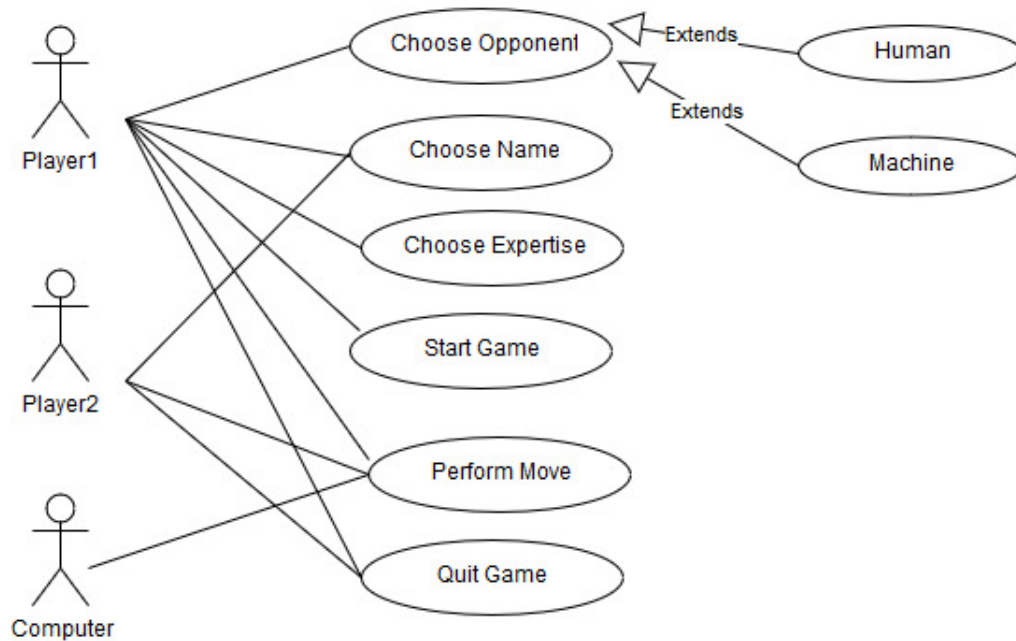 Choose Opponent
Extends
Human
Extends
Player1
Choose Name
Machine
Choose Expertise
Start Game
Player2
Perform Move
Quit Game
Computer